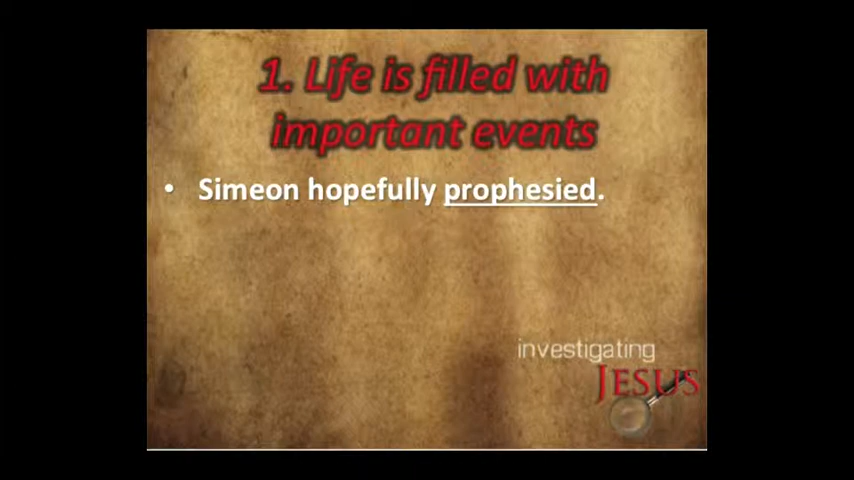 1. Life is filled with
important events
• Simeon hopefully prophesied.
investigating
JESUS